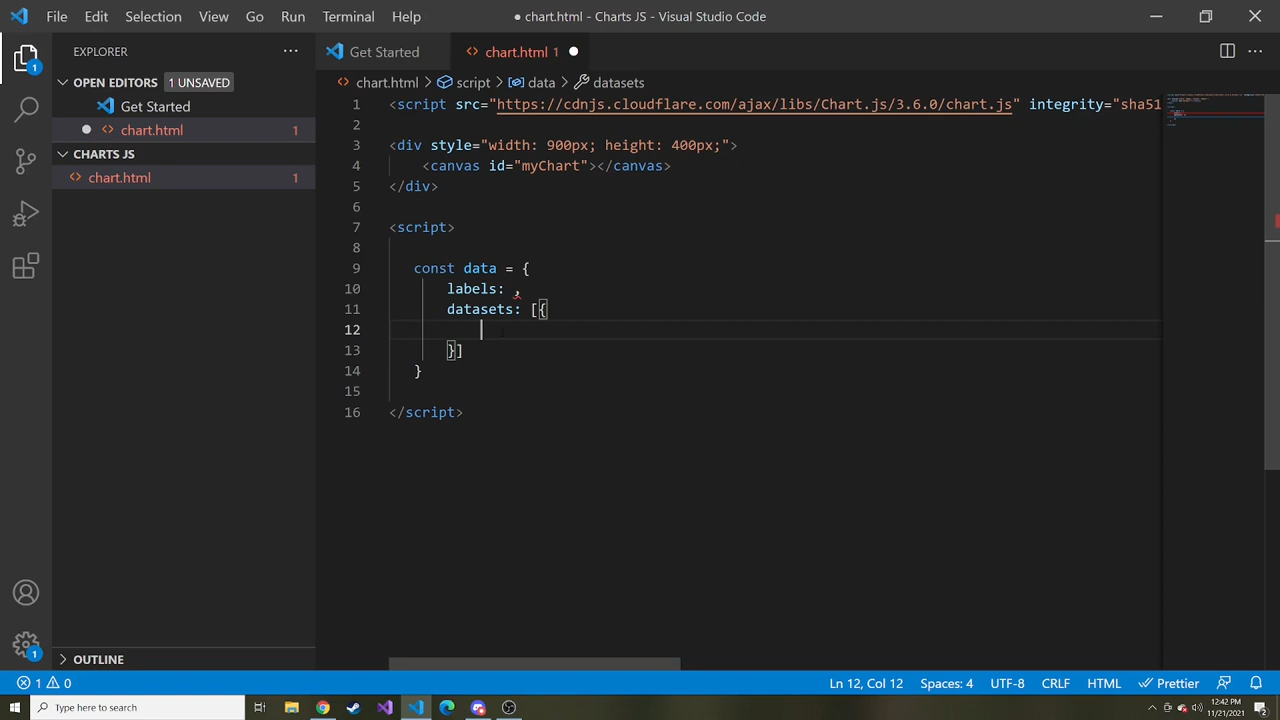 File Edit Selection View Go Run Terminal Help
● chart.html - Charts JS - Visual Studio Code
EXPLORER
OPEN EDITORS 1 UNSAVED
Get Started
chart.html 1
CHARTS JS
chart.html 1
OUTLINE
1
1
Get Started
chart.html 1
chart.html > script > data > datasets
1 <script src="https://cdnjs.cloudflare.com/ajax/libs/Chart.js/3.6.0/chart.js" integrity="sha51
2
3 <div style="width: 900px; height: 400px;">
4 <canvas id="myChart"></canvas>
5 </div>
6
7 <script>
8
9 const data = {
10 labels: ,
11 datasets: [{
12
13 }]
14 }
15
16 </script>
1 0 Ln 12, Col 12 Spaces: 4 UTF-8 CRLF HTML Prettier
Type here to search
12:42 PM
11/21/2021
2